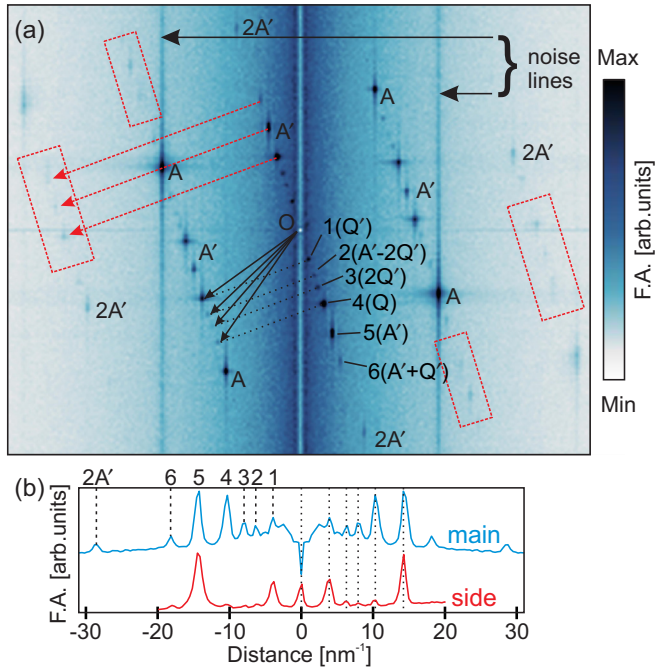 (a)
2A′
noise
lines
Max
A
A′
A
A′
2A′
O
1(Q′)
2(A′-2Q′)
3(2Q′)
4(Q)
5(A′)
6(A′+Q′)
A′
2A′
A
A
2A′
F.A. [arb.units]
Min
(b)
2A′ 6 5 4 3 2 1
F.A. [arb.units]
main
side
-30 -20 -10 0 10 20 30
Distance [nm⁻¹]